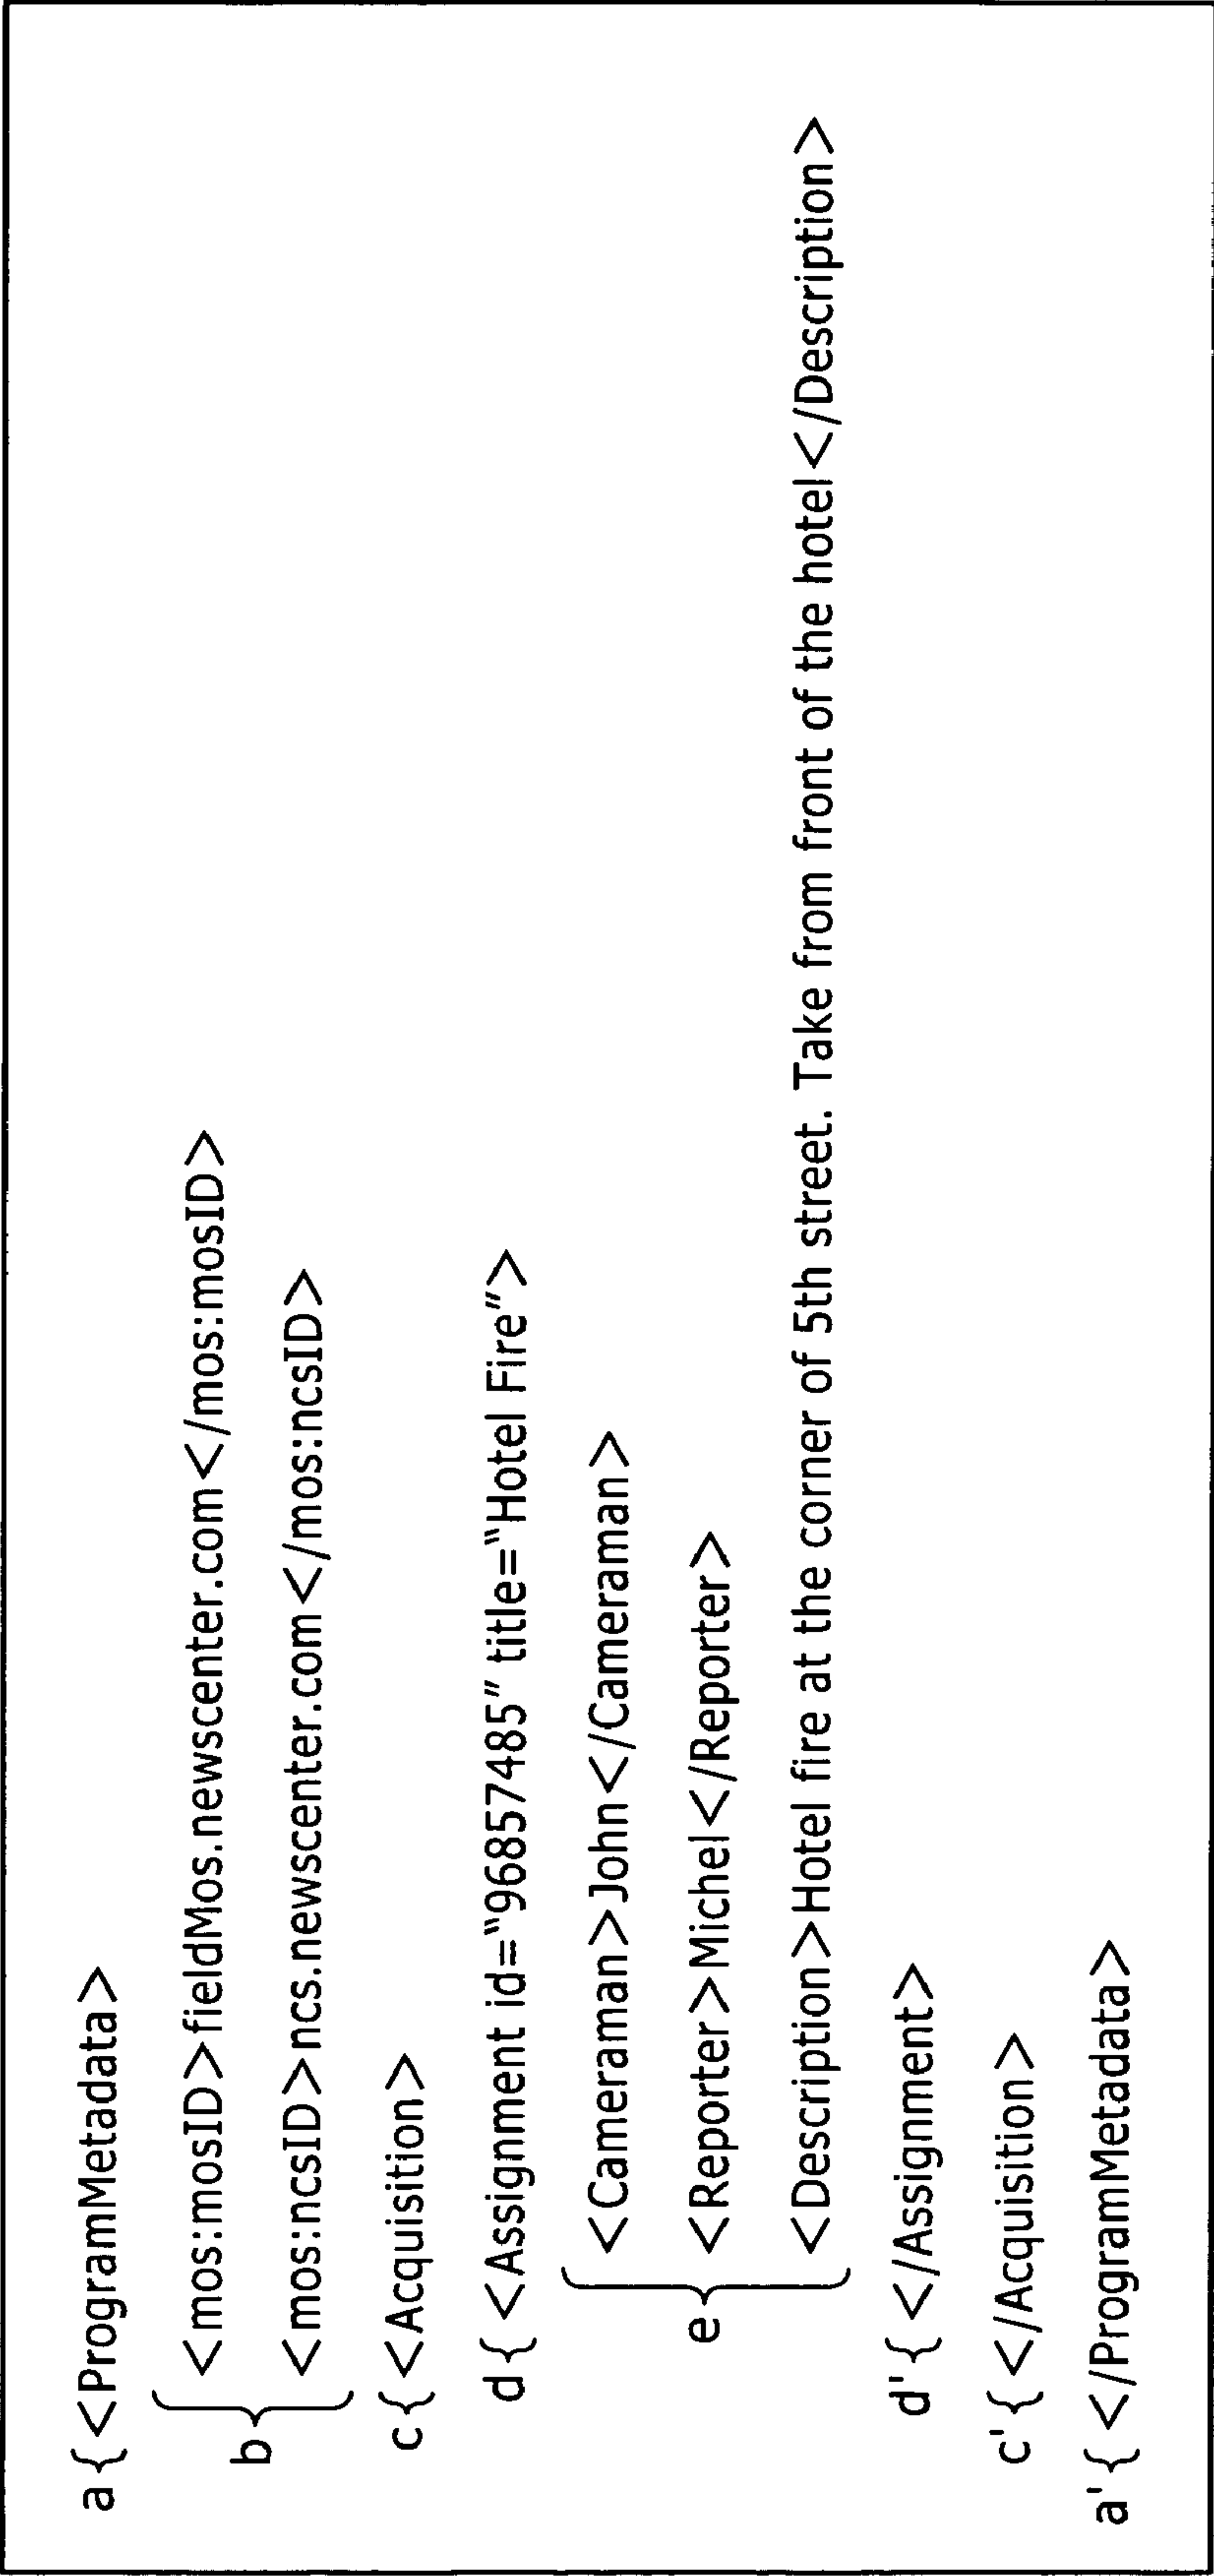 a { <ProgramMetadata>
<mos:mosID>fieldMos.newscenter.com</mos:mosID>
b {
<mos:ncsID>ncs.newscenter.com</mos:ncsID>
c { <Acquisition>
d { <Assignment id="96857485" title="Hotel Fire">
<Cameraman>John</Cameraman>
e { <Reporter>Michel</Reporter>
<Description>Hotel fire at the corner of 5th street. Take from front of the hotel</Description>
d' { </Assignment>
c' { </Acquisition>
a' { </ProgramMetadata>